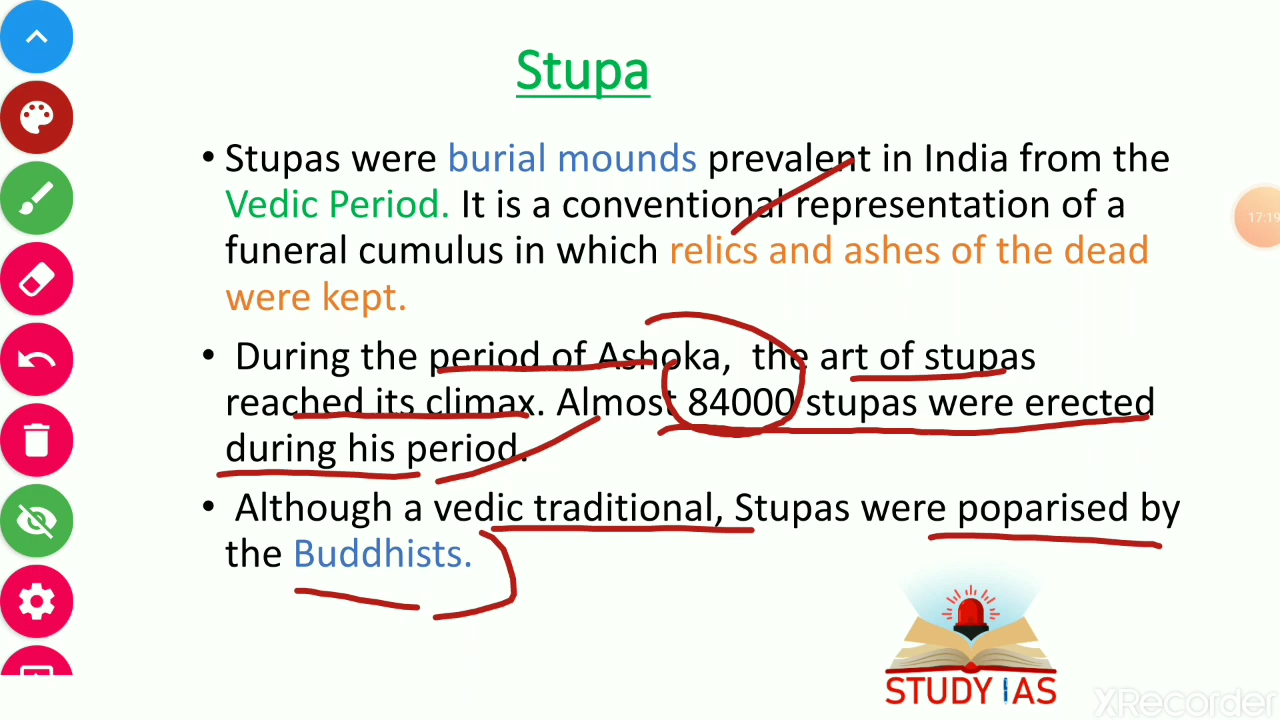 Stupa
• Stupas were burial mounds prevalent in India from the
Vedic Period. It is a conventional representation of a
funeral cumulus in which relics and ashes of the dead
were kept.
• During the period of Ashoka, the art of stupas
reached its climax. Almost 84000 stupas were erected
during his period.
• Although a vedic traditional, Stupas were poparised by
the Buddhists.
17:19
STUDY IAS
XRecorder